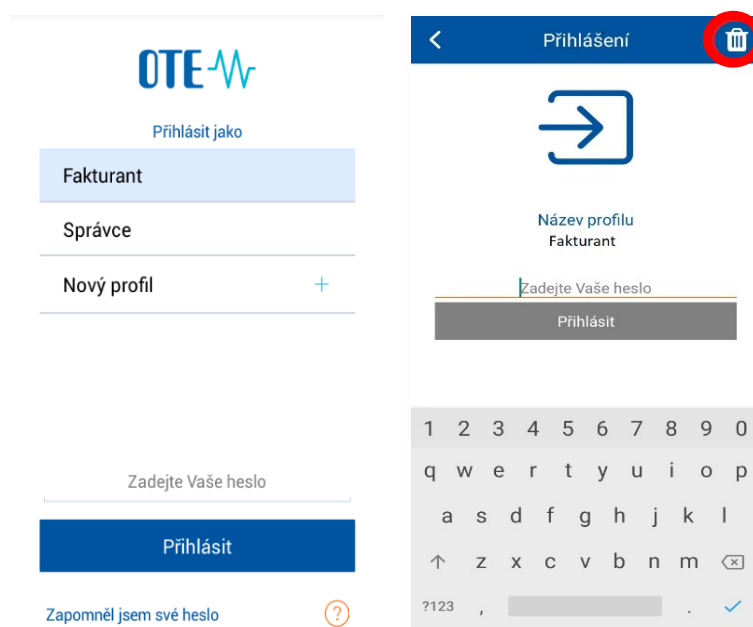 OTE
Přihlásit jako
Fakturant
Správce
Nový profil +
Zadejte Vaše heslo
Přihlásit
Zapomněl jsem své heslo ?
Přihlášení
Název profilu
Fakturant
Zadejte Vaše heslo
Přihlásit
1 2 3 4 5 6 7 8 9 0
q w e r t y u i o p
a s d f g h j k l
z x c v b n m
?123 , .